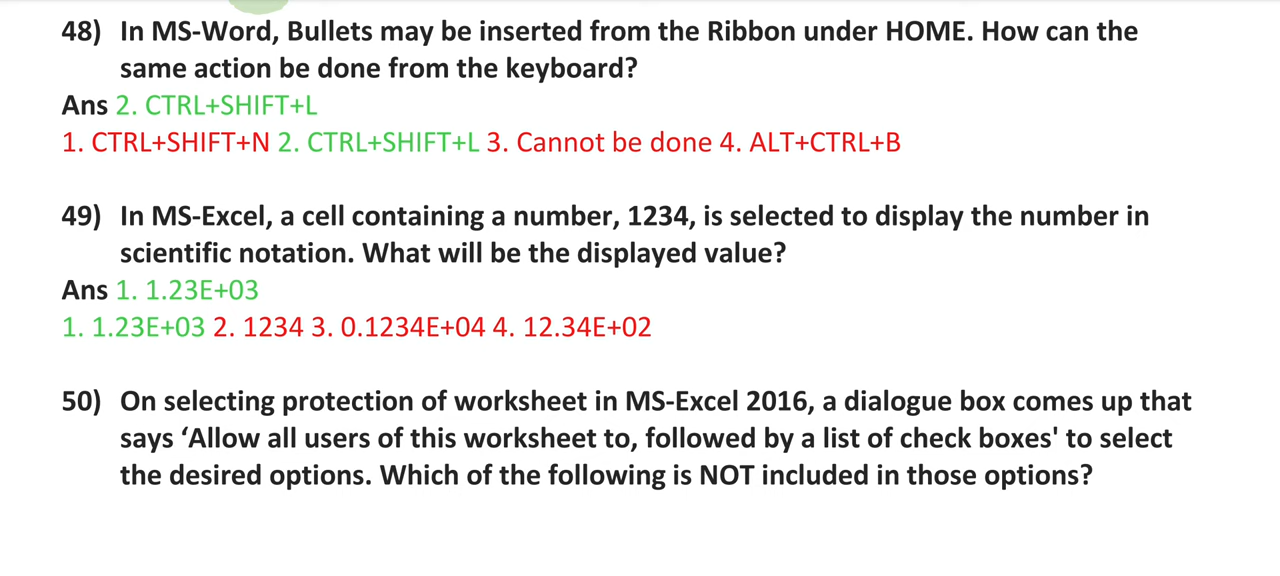 48) In MS-Word, Bullets may be inserted from the Ribbon under HOME. How can the
same action be done from the keyboard?
Ans 2. CTRL+SHIFT+L
1. CTRL+SHIFT+N 2. CTRL+SHIFT+L 3. Cannot be done 4. ALT+CTRL+B
49) In MS-Excel, a cell containing a number, 1234, is selected to display the number in
scientific notation. What will be the displayed value?
Ans 1. 1.23E+03
1. 1.23E+03 2. 1234 3. 0.1234E+04 4. 12.34E+02
50) On selecting protection of worksheet in MS-Excel 2016, a dialogue box comes up that
says ‘Allow all users of this worksheet to, followed by a list of check boxes' to select
the desired options. Which of the following is NOT included in those options?